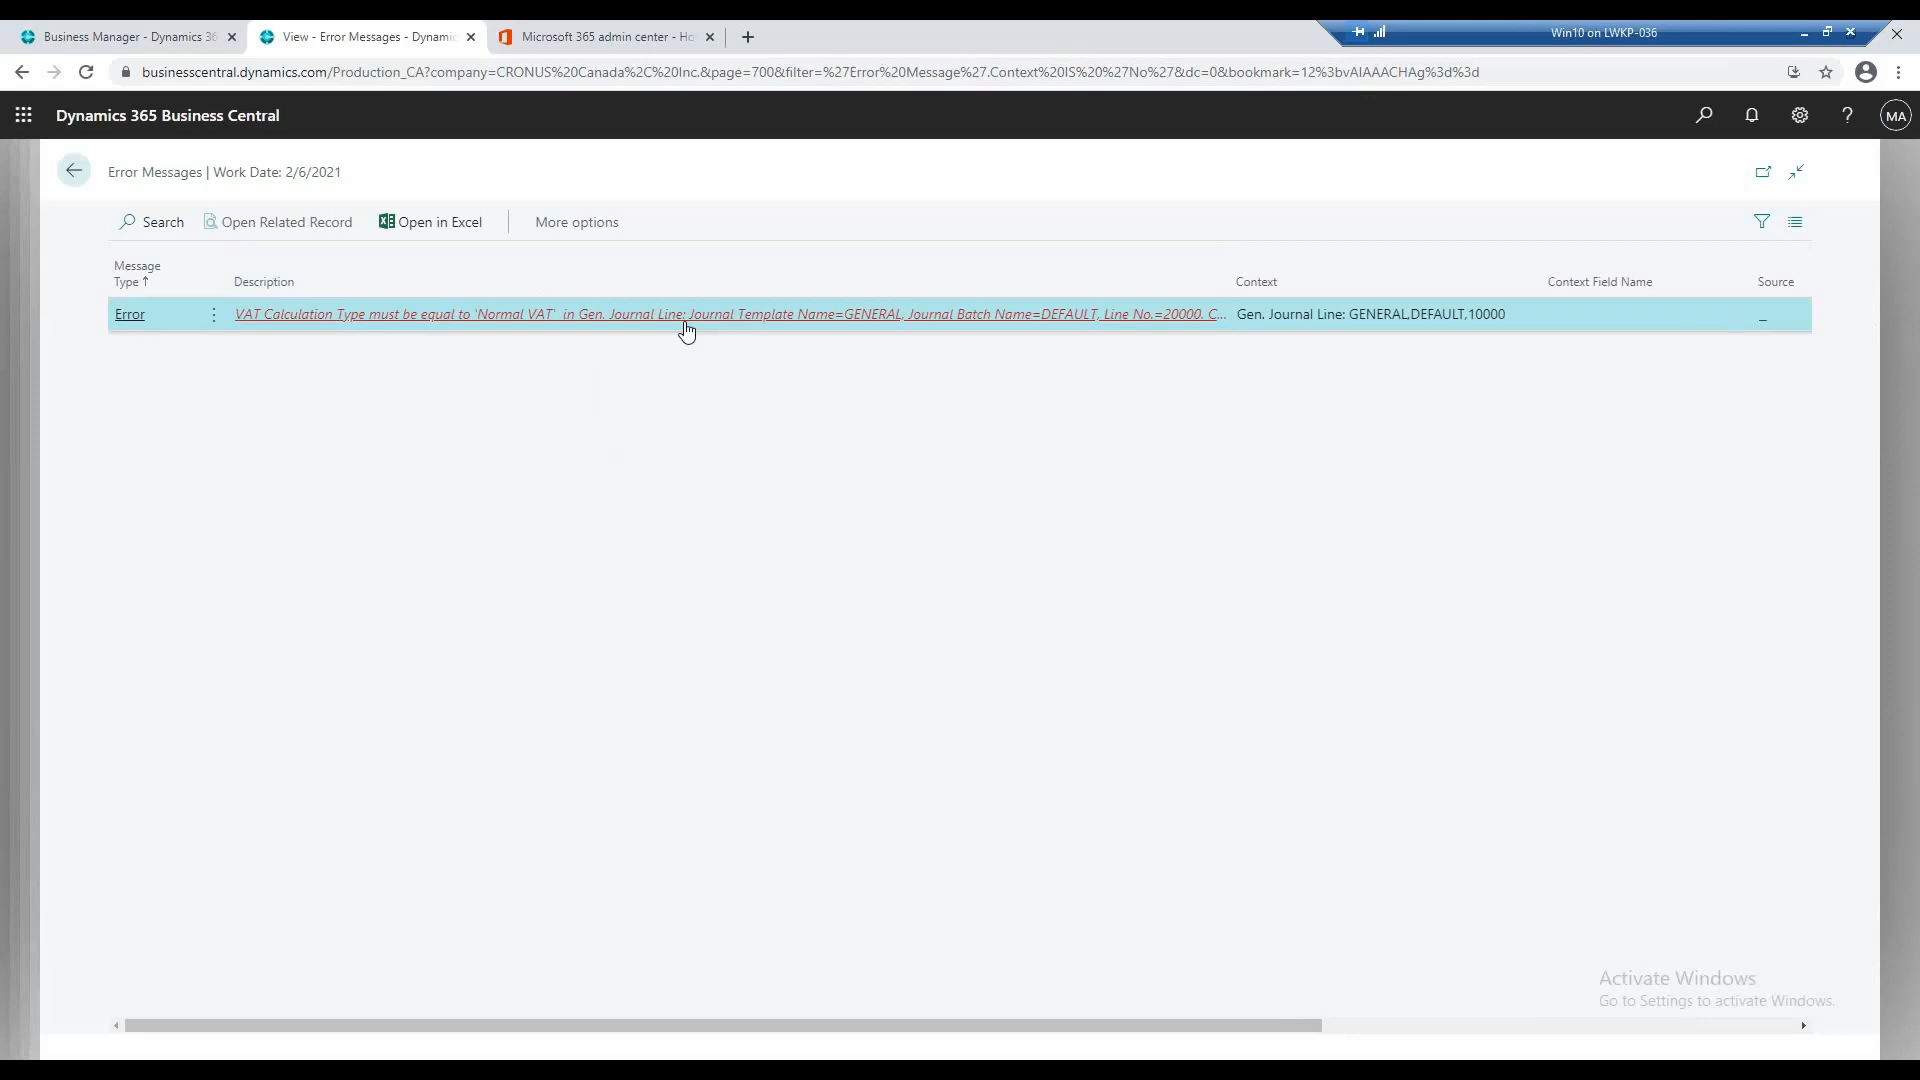 Business Manager - Dynamics 36
View - Error Messages - Dynamic
Microsoft 365 admin center - Ho
Win10 on LWKP-036
businesscentral.dynamics.com/Production_CA?company=CRONUS%20Canada%2C%20Inc.&page=700&filter=%27Error%20Message%27.Context%20IS%20%27No%27&dc=0&bookmark=12%3bvAIAAACHAg%3d%3d
Dynamics 365 Business Central
MA
Error Messages | Work Date: 2/6/2021
Search
Open Related Record
Open in Excel
More options
Message
Type ↑
Description
Context
Context Field Name
Source
Error
VAT Calculation Type must be equal to 'Normal VAT' in Gen. Journal Line: Journal Template Name=GENERAL, Journal Batch Name=DEFAULT, Line No.=20000. C...
Gen. Journal Line: GENERAL,DEFAULT,10000
_
Activate Windows
Go to Settings to activate Windows.